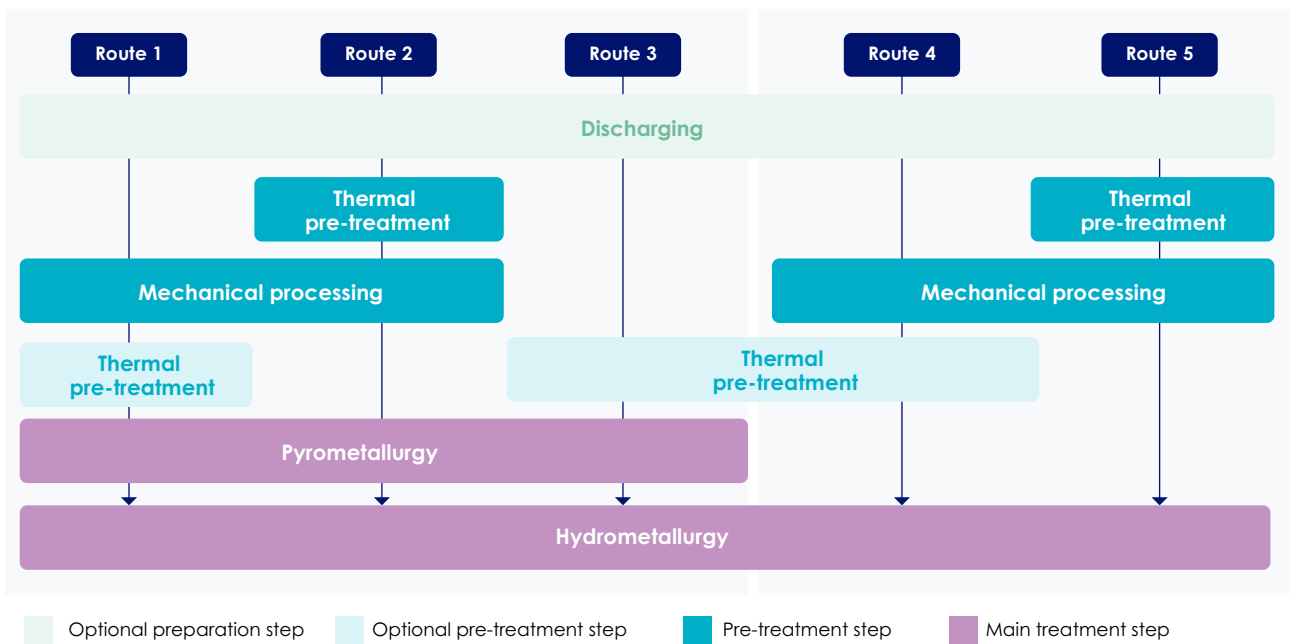 Route 1
Route 2
Route 3
Route 4
Route 5
Discharging
Thermal
pre-treatment
Thermal
pre-treatment
Mechanical processing
Mechanical processing
Thermal
pre-treatment
Thermal
pre-treatment
Pyrometallurgy
Hydrometallurgy
Optional preparation step
Optional pre-treatment step
Pre-treatment step
Main treatment step